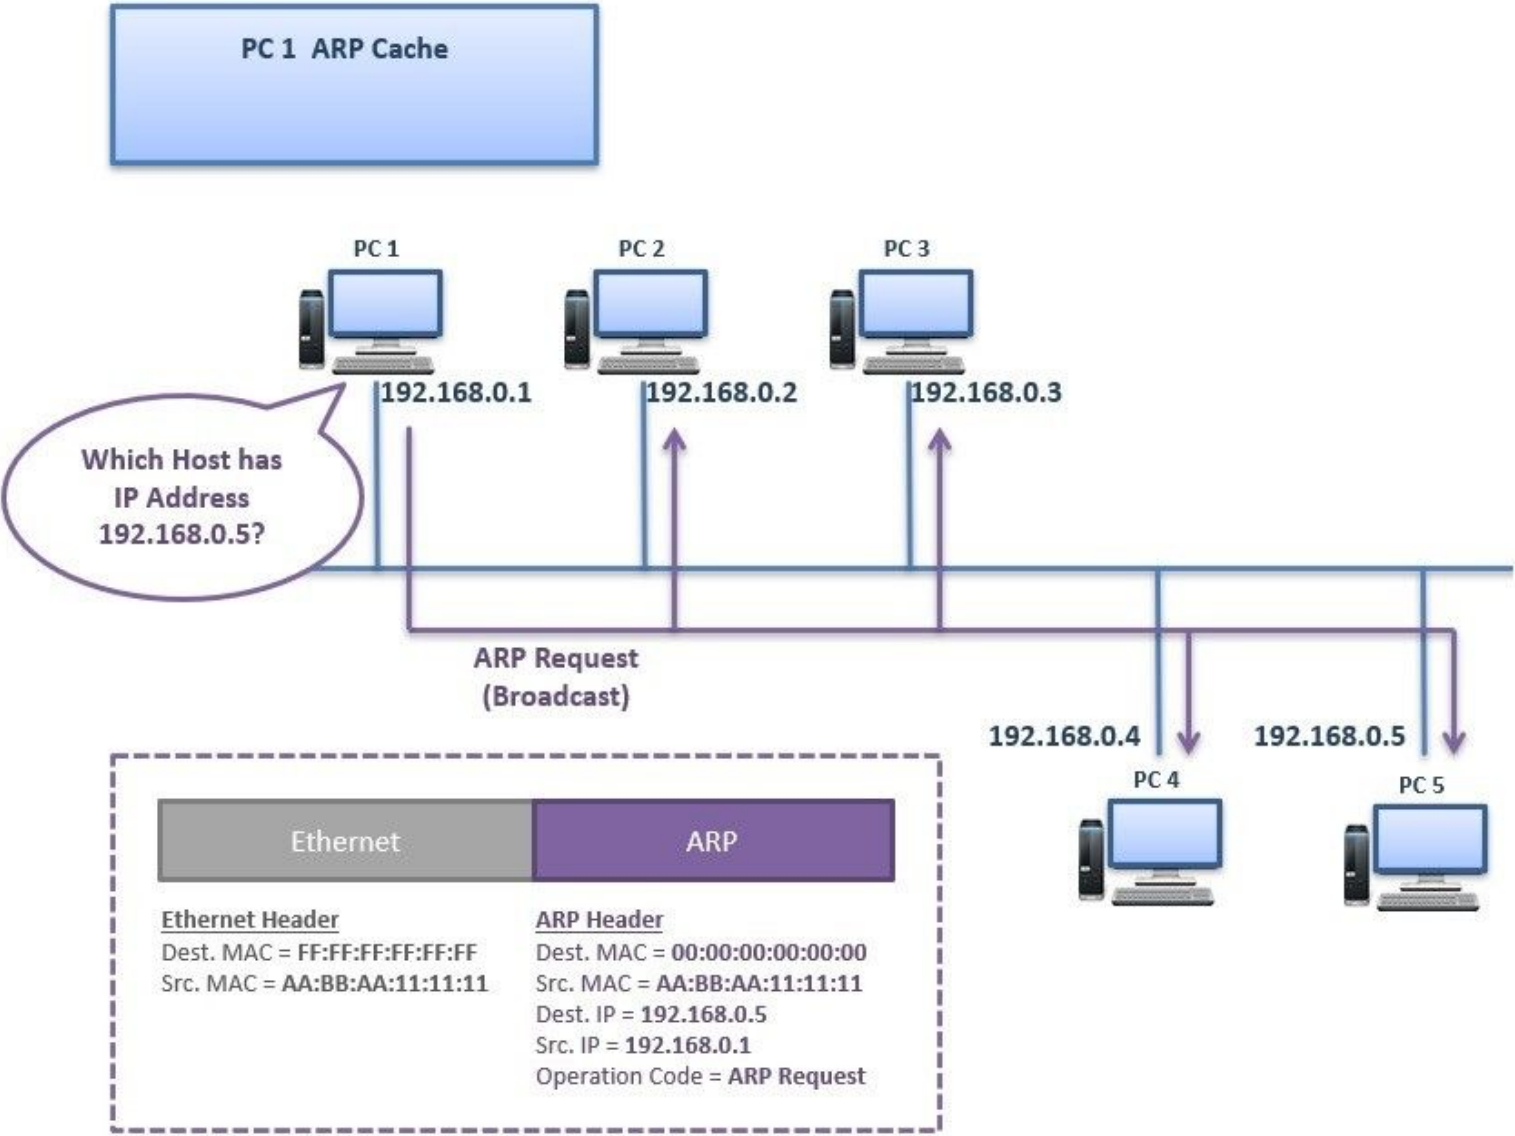 PC 1 ARP Cache
PC 1
PC 2
PC 3
192.168.0.1
192.168.0.2
192.168.0.3
Which Host has
IP Address
192.168.0.5?
ARP Request
(Broadcast)
192.168.0.4
192.168.0.5
PC 4
PC 5
Ethernet
ARP
Ethernet Header
Dest. MAC = FF:FF:FF:FF:FF:FF
Src. MAC = AA:BB:AA:11:11:11
ARP Header
Dest. MAC = 00:00:00:00:00:00
Src. MAC = AA:BB:AA:11:11:11
Dest. IP = 192.168.0.5
Src. IP = 192.168.0.1
Operation Code = ARP Request